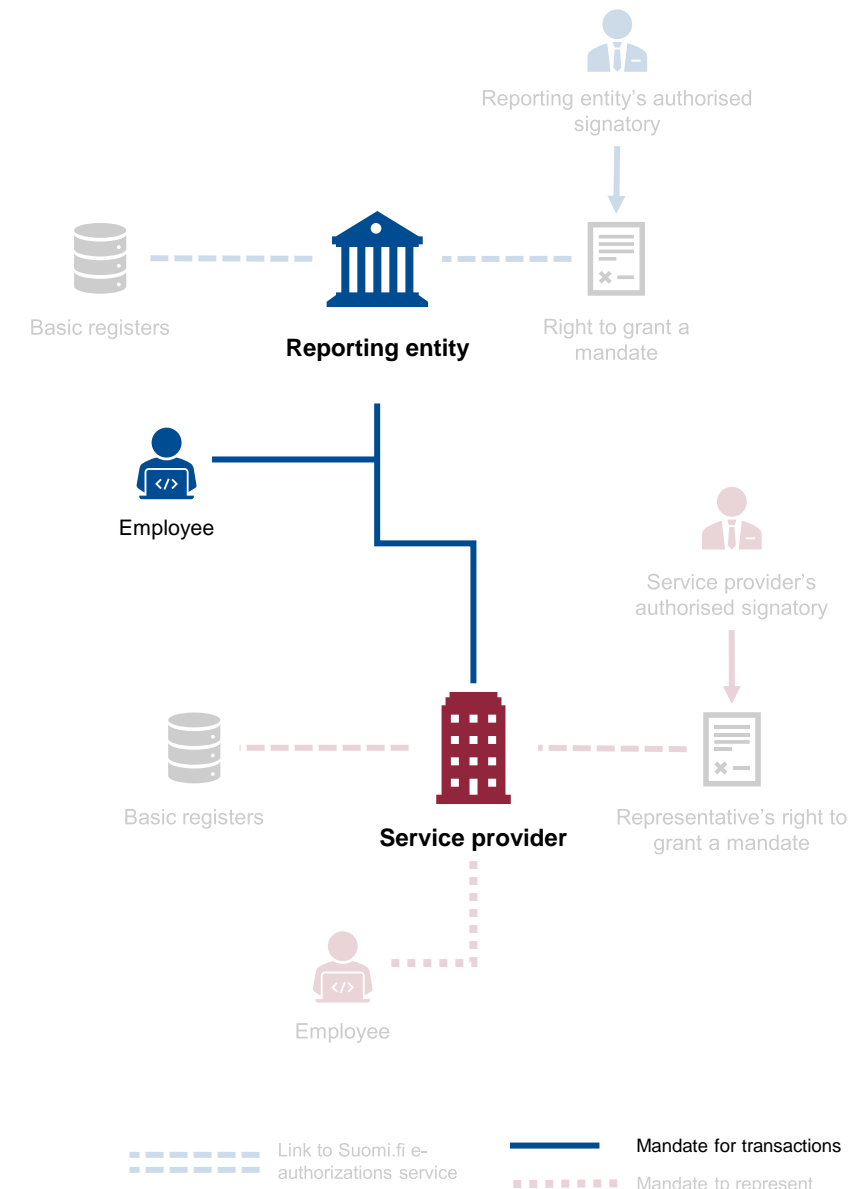 Reporting entity's authorised
signatory
Basic registers
Reporting entity
Right to grant a
mandate
</>
Employee
Service provider's
authorised signatory
Basic registers
Service provider
Representative's right to
grant a mandate
</>
Employee
Link to Suomi.fi e-
authorizations service
Mandate for transactions
Mandate to represent